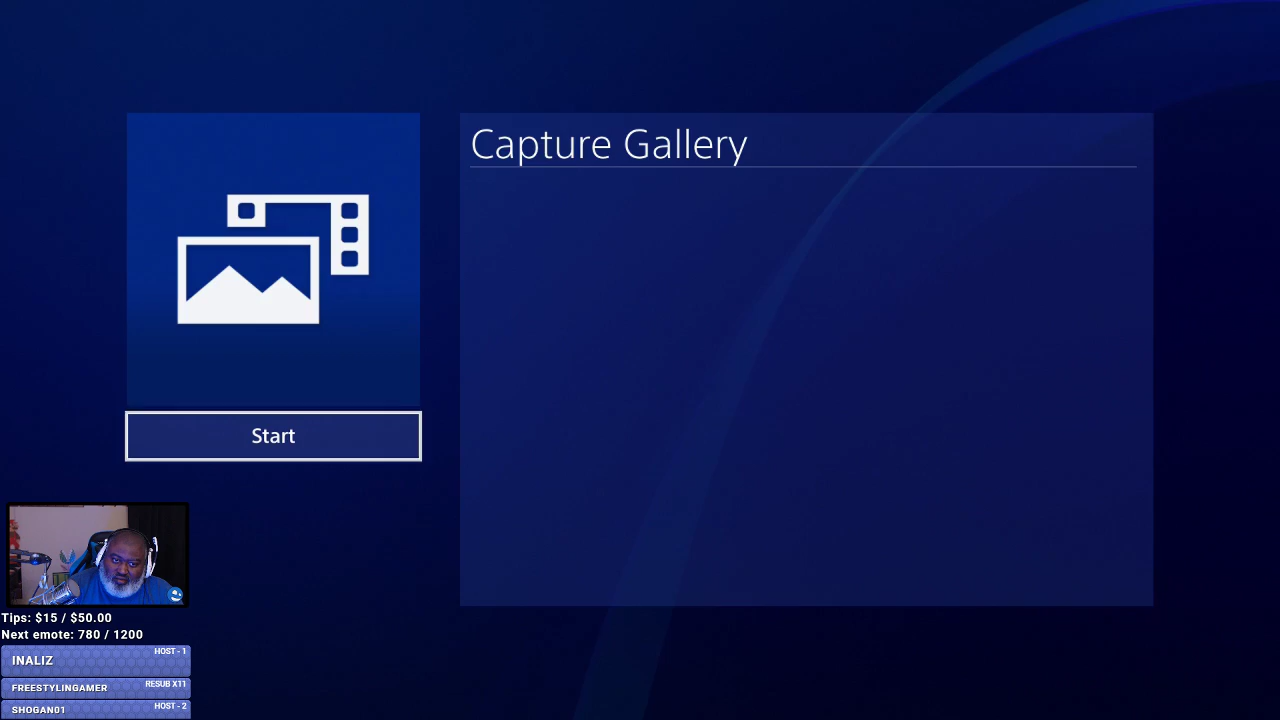 Capture Gallery
Start
Tips: $15 / $50.00
Next emote: 780 / 1200
INALIZ
HOST - 1
FREESTYLINGAMER
RESUB X11
SHOGAN01
HOST - 2